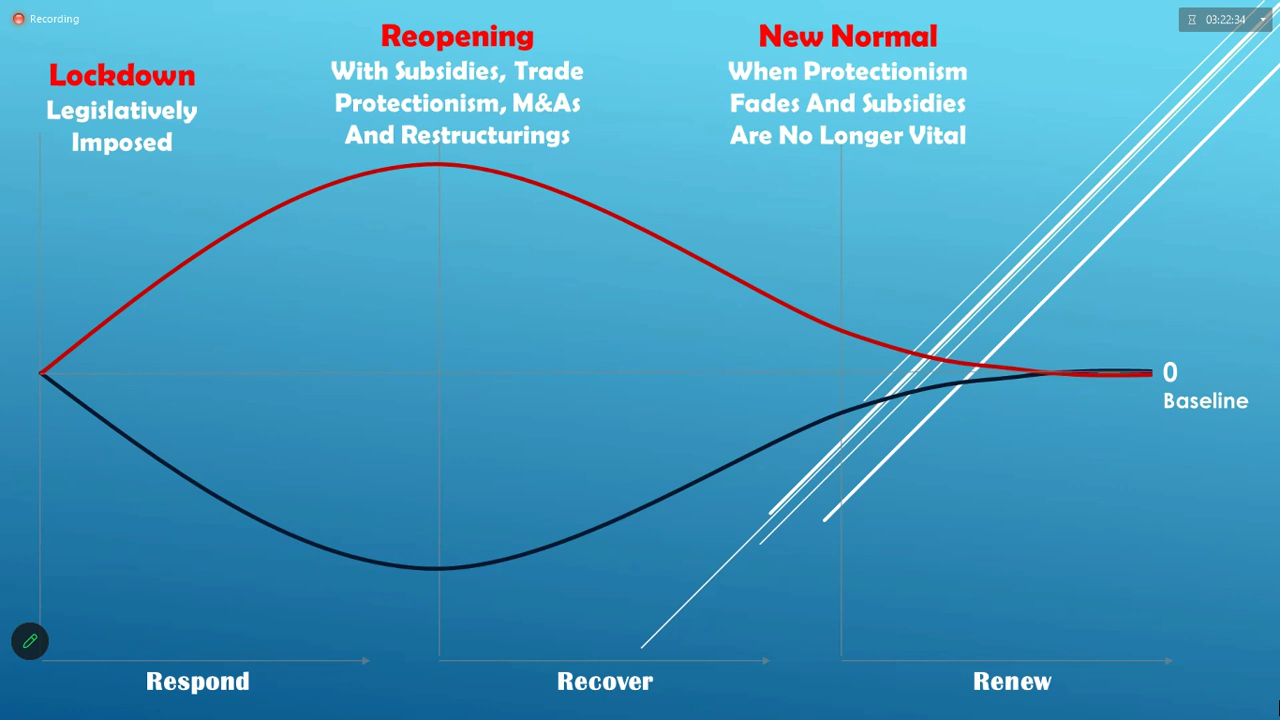 Recording
03:22:34
Lockdown
Legislatively
Imposed
Reopening
With Subsidies, Trade
Protectionism, M&As
And Restructurings
New Normal
When Protectionism
Fades And Subsidies
Are No Longer Vital
0
Baseline
Respond
Recover
Renew